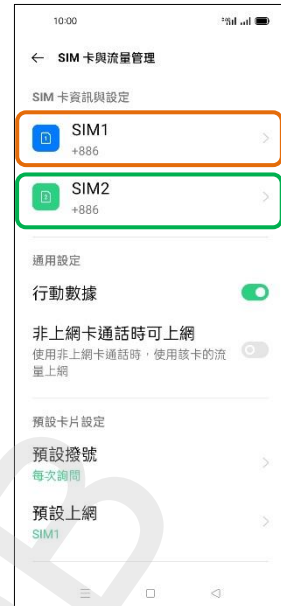 10:00
SIM 卡與流量管理
SIM 卡資訊與設定
SIM1
+886
SIM2
+886
通用設定
行動數據
非上網卡通話時可上網
使用非上網卡通話時，使用該卡的流
量上網
預設卡片設定
預設撥號
每次詢問
預設上網
SIM1